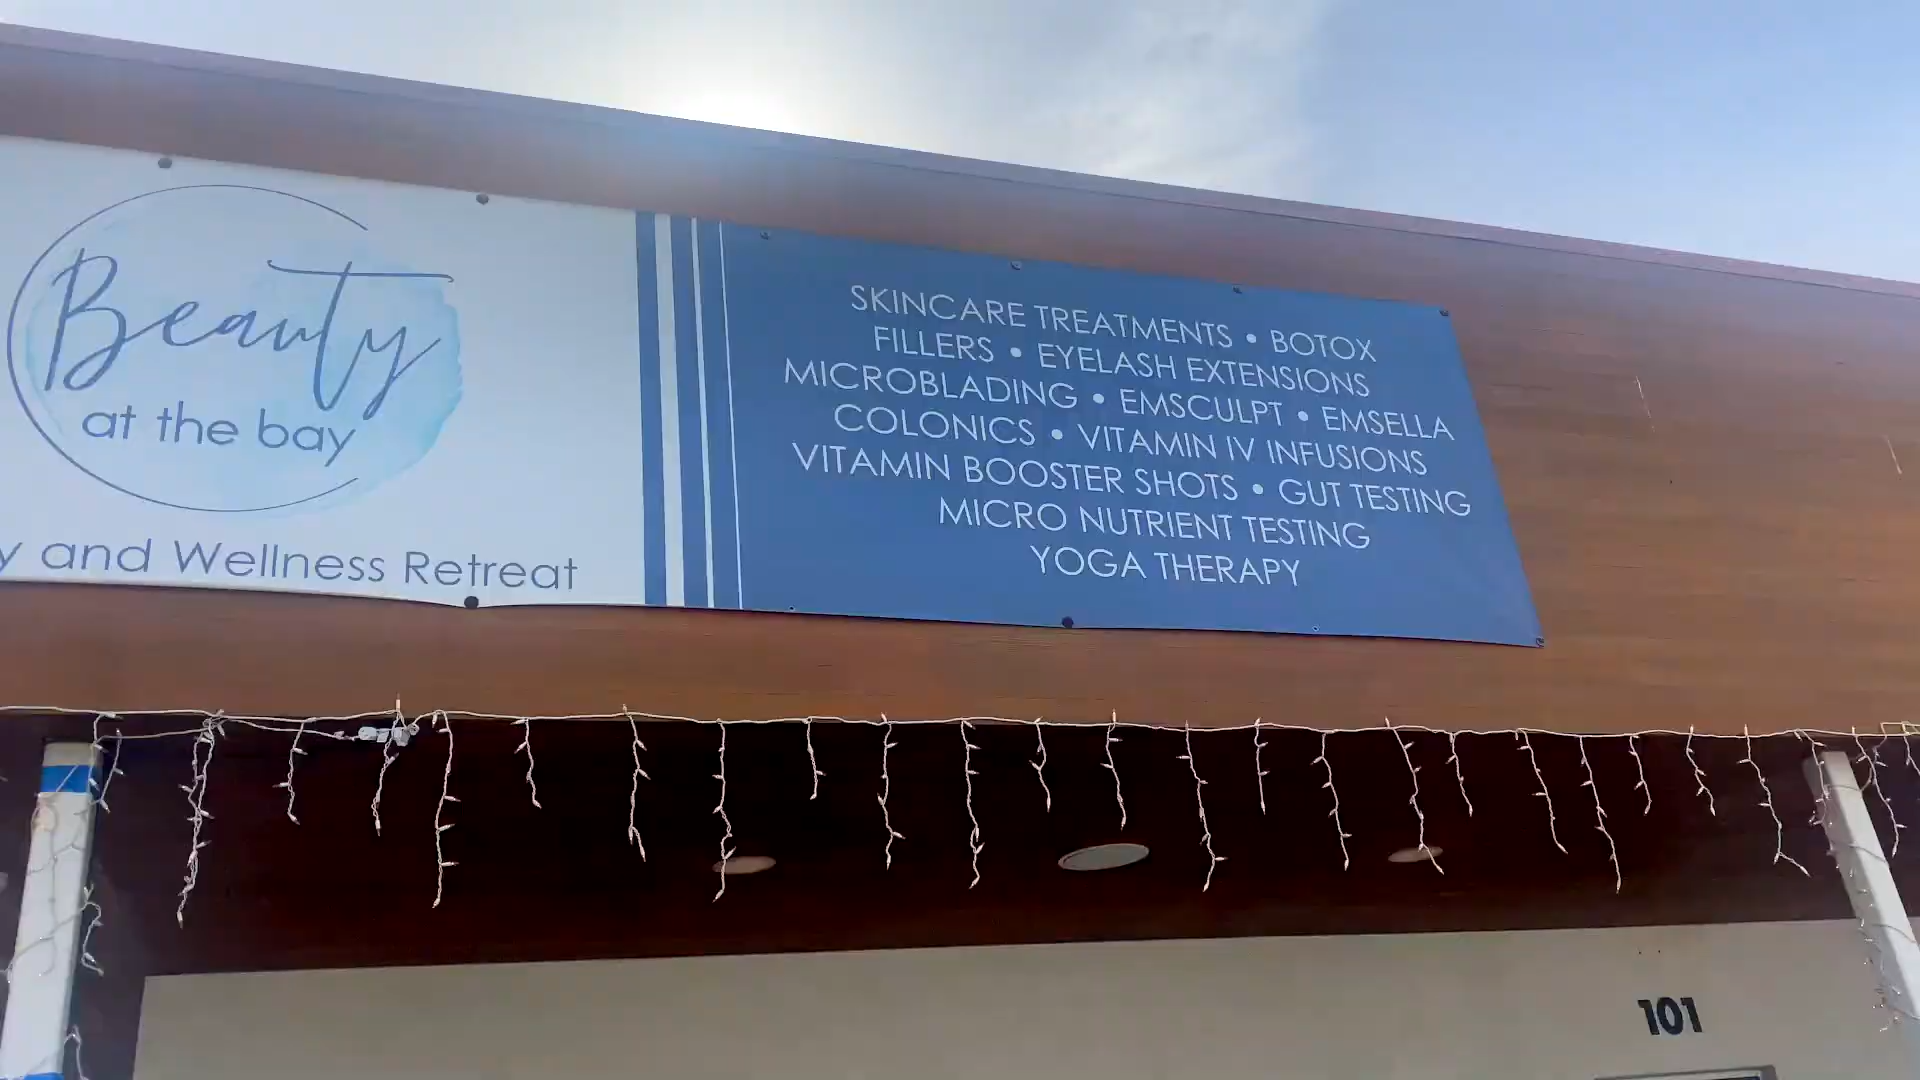 Beauty
at the bay
and Wellness Retreat
SKINCARE TREATMENTS • BOTOX
FILLERS • EYELASH EXTENSIONS
MICROBLADING • EMSCULPT • EMSELLA
COLONICS • VITAMIN IV INFUSIONS
VITAMIN BOOSTER SHOTS • GUT TESTING
MICRO NUTRIENT TESTING
YOGA THERAPY
101